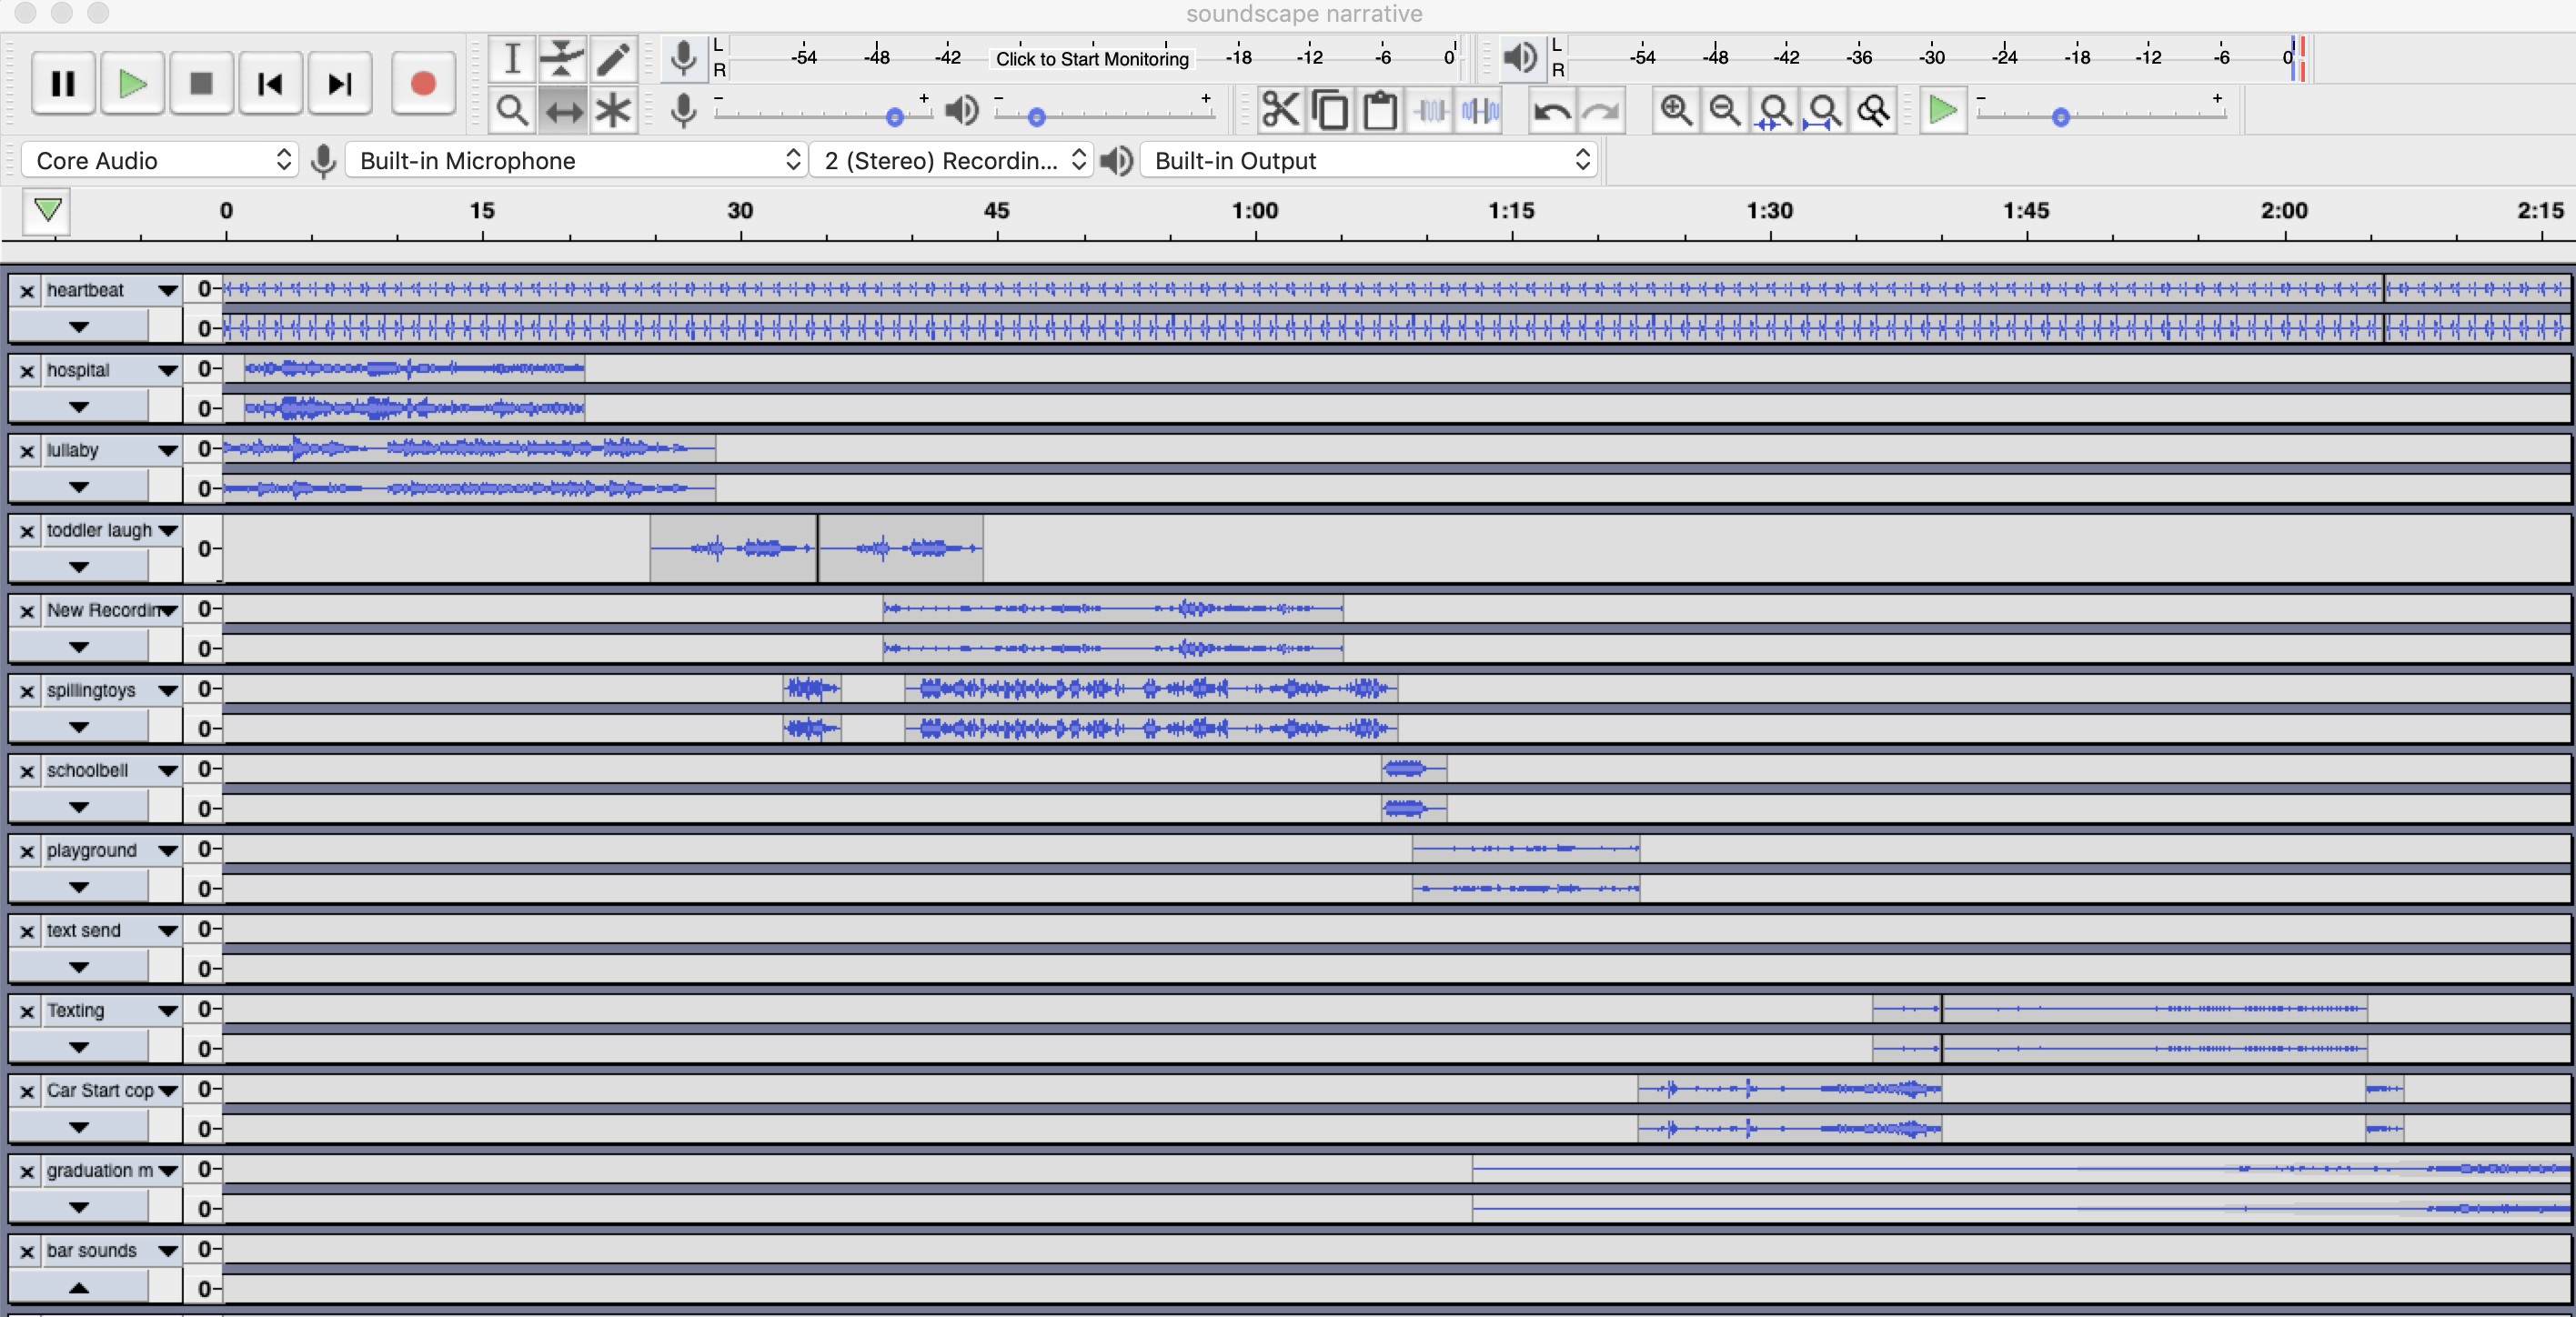 soundscape narrative
L R -54 -48 -42 Click to Start Monitoring -18 -12 -6 0 L R -54 -48 -42 -36 -30 -24 -18 -12 -6 0
- + - + - +
Core Audio Built-in Microphone 2 (Stereo) Recordin... Built-in Output
0 15 30 45 1:00 1:15 1:30 1:45 2:00 2:15
heartbeat 0
0
hospital 0
0
lullaby 0
0
toddler laugh 0
New Recordin 0
0
spillingtoys 0
0
schoolbell 0
0
playground 0
0
text send 0
0
Texting 0
0
Car Start cop 0
0
graduation m 0
0
bar sounds 0
0